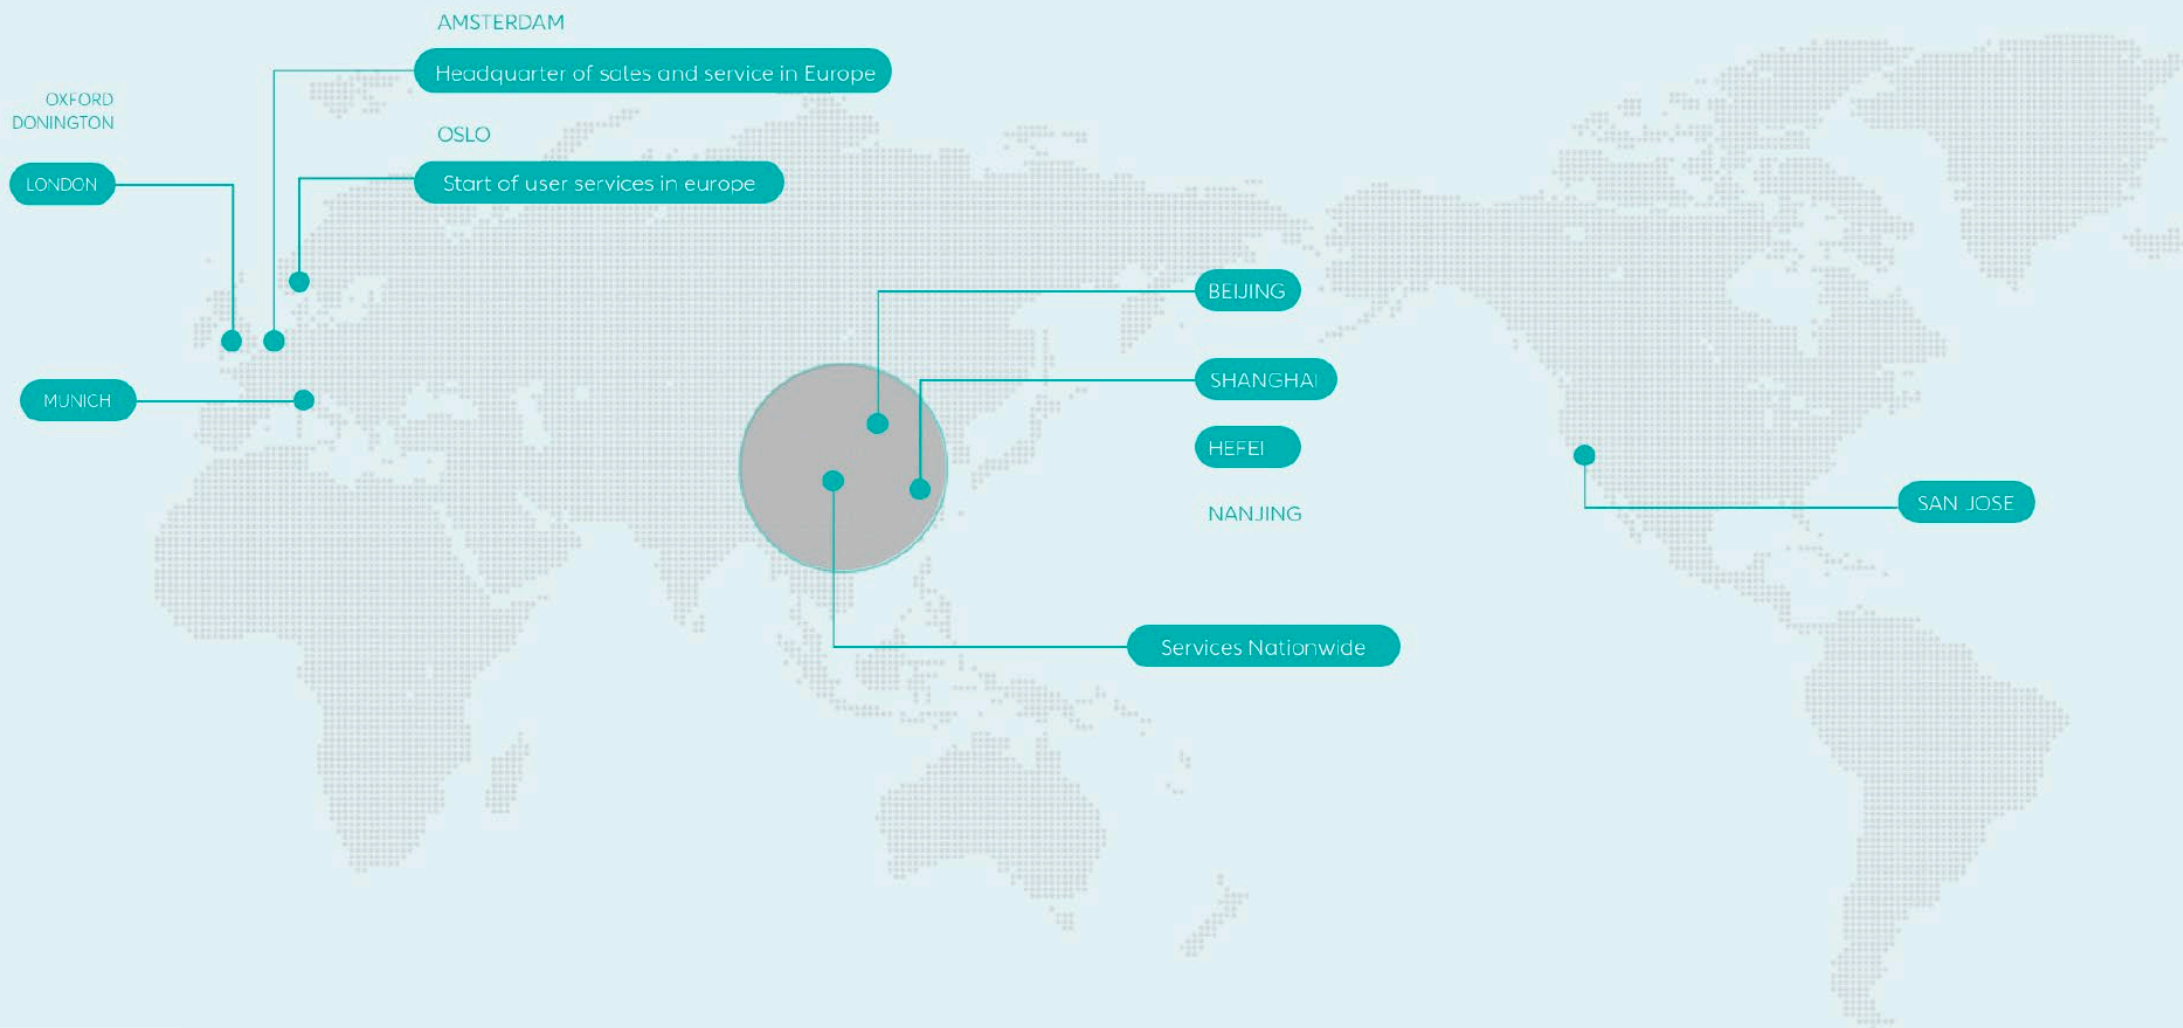 AMSTERDAM
Headquarter of sales and service in Europe
OXFORD
DONINGTON
OSLO
LONDON
Start of user services in europe
BEIJING
SHANGHAI
MUNICH
HEFEI
SAN JOSE
NANJING
Services Nationwide